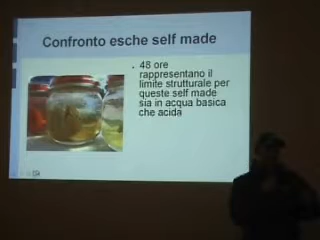 Confronto esche self made
. 48 ore
rappresentano il
limite strutturale per
queste self made
sia in acqua basica
che acida